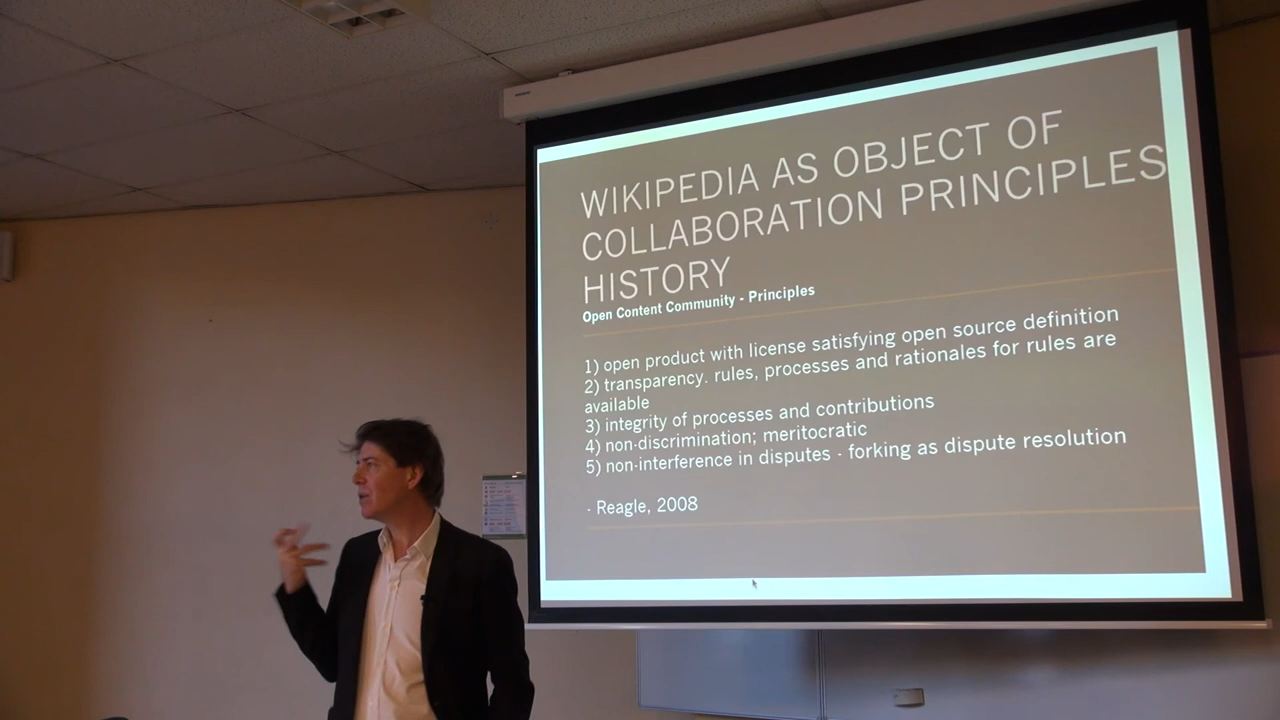 WIKIPEDIA AS OBJECT OF
COLLABORATION PRINCIPLES
HISTORY
Open Content Community - Principles
1) open product with license satisfying open source definition
2) transparency. rules, processes and rationales for rules are
available
3) integrity of processes and contributions
4) non-discrimination; meritocratic
5) non-interference in disputes - forking as dispute resolution
- Reagle, 2008